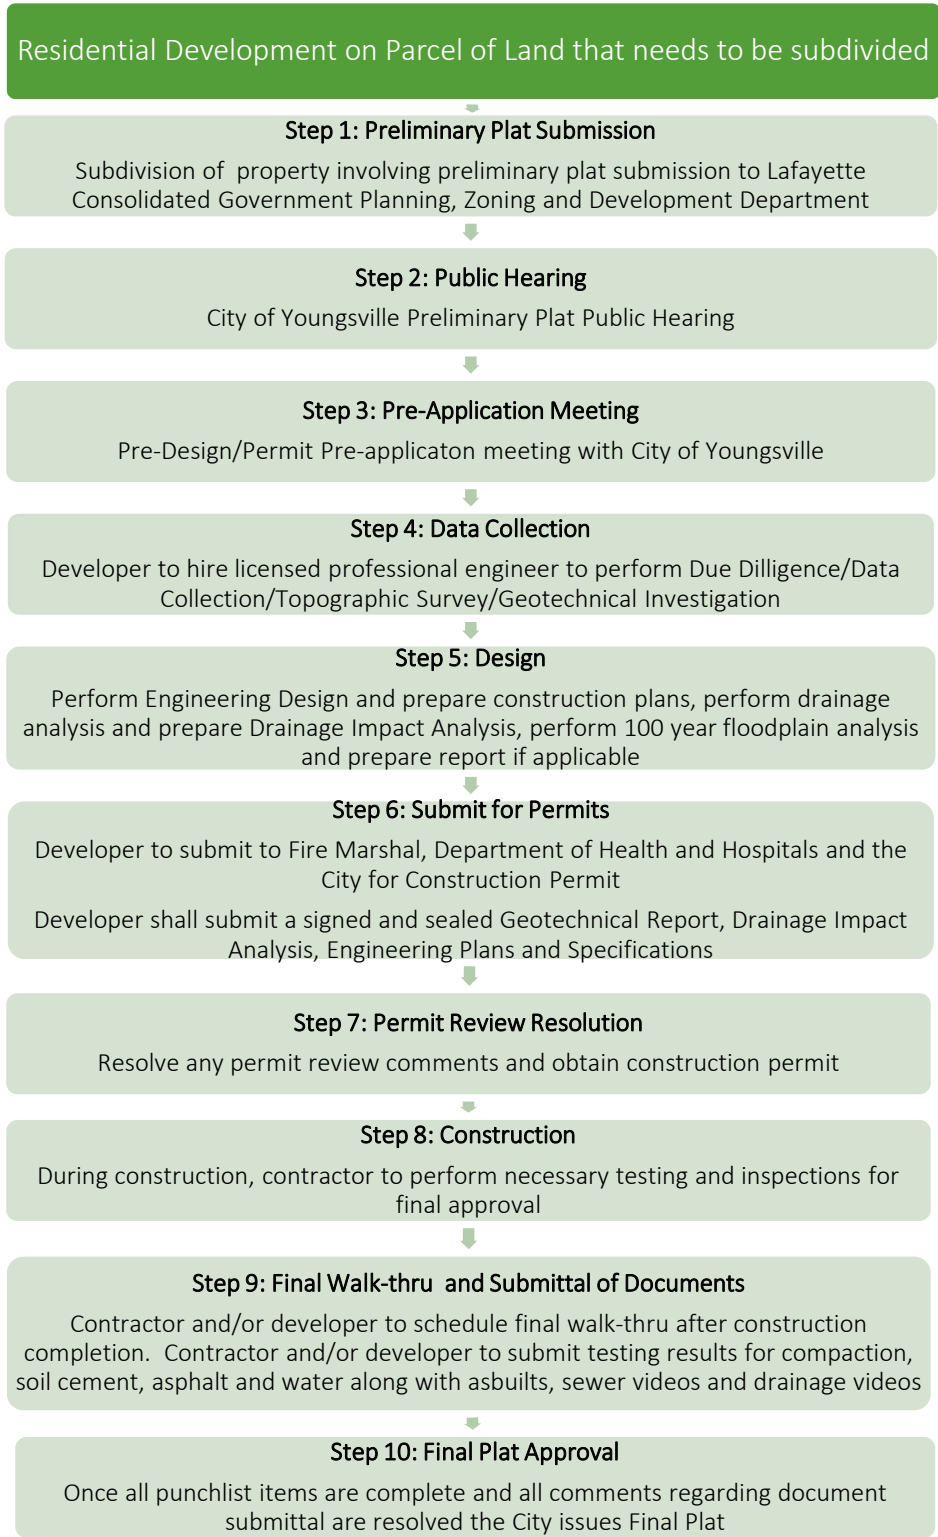 Residential Development on Parcel of Land that needs to be subdivided
Step 1: Preliminary Plat Submission
Subdivision of property involving preliminary plat submission to Lafayette
Consolidated Government Planning, Zoning and Development Department
Step 2: Public Hearing
City of Youngsville Preliminary Plat Public Hearing
Step 3: Pre-Application Meeting
Pre-Design/Permit Pre-applicaton meeting with City of Youngsville
Step 4: Data Collection
Developer to hire licensed professional engineer to perform Due Dilligence/Data
Collection/Topographic Survey/Geotechnical Investigation
Step 5: Design
Perform Engineering Design and prepare construction plans, perform drainage
analysis and prepare Drainage Impact Analysis, perform 100 year floodplain analysis
and prepare report if applicable
Step 6: Submit for Permits
Developer to submit to Fire Marshal, Department of Health and Hospitals and the
City for Construction Permit
Developer shall submit a signed and sealed Geotechnical Report, Drainage Impact
Analysis, Engineering Plans and Specifications
Step 7: Permit Review Resolution
Resolve any permit review comments and obtain construction permit
Step 8: Construction
During construction, contractor to perform necessary testing and inspections for
final approval
Step 9: Final Walk-thru and Submittal of Documents
Contractor and/or developer to schedule final walk-thru after construction
completion. Contractor and/or developer to submit testing results for compaction,
soil cement, asphalt and water along with asbuilts, sewer videos and drainage videos
Step 10: Final Plat Approval
Once all punchlist items are complete and all comments regarding document
submittal are resolved the City issues Final Plat